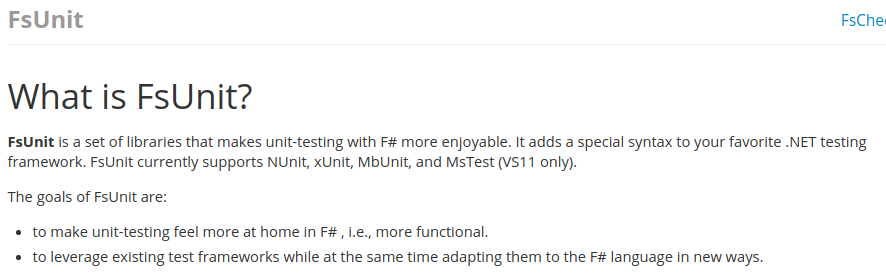 FsUnit
FsChe
What is FsUnit?
FsUnit is a set of libraries that makes unit-testing with F# more enjoyable. It adds a special syntax to your favorite .NET testing
framework. FsUnit currently supports NUnit, xUnit, MbUnit, and MsTest (VS11 only).
The goals of FsUnit are:
• to make unit-testing feel more at home in F# , i.e., more functional.
• to leverage existing test frameworks while at the same time adapting them to the F# language in new ways.